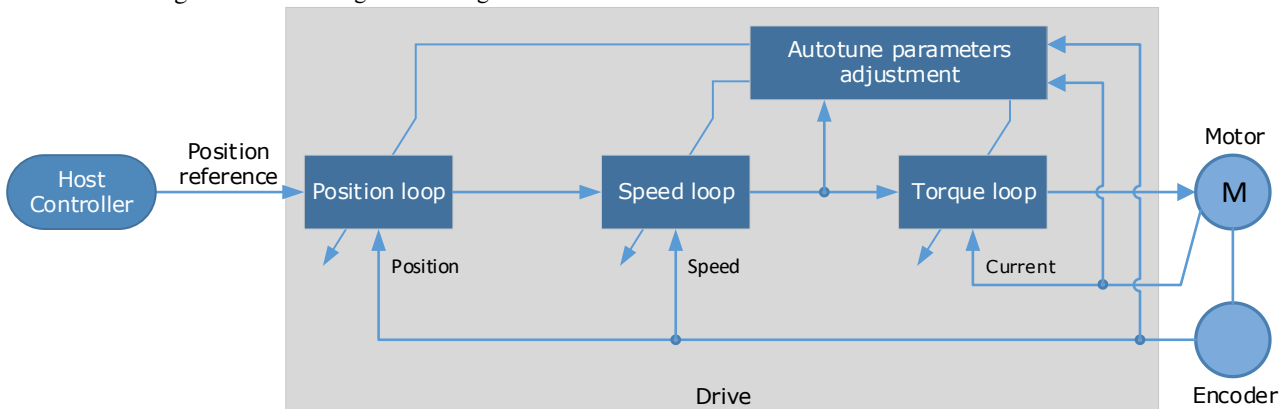 Autotune parameters
adjustment
Motor
Position
reference
Host
Controller
Position loop
Speed loop
Torque loop
M
Position
Speed
Current
Drive
Encoder